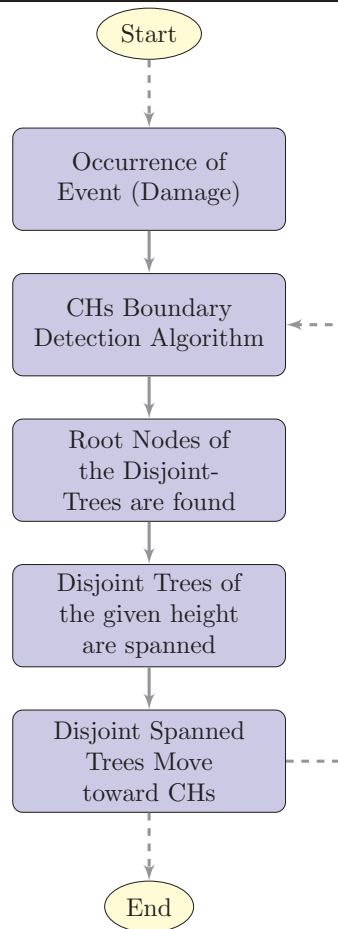 Start
Occurrence of
Event (Damage)
CHs Boundary
Detection Algorithm
Root Nodes of
the Disjoint-
Trees are found
Disjoint Trees of
the given height
are spanned
Disjoint Spanned
Trees Move
toward CHs
End